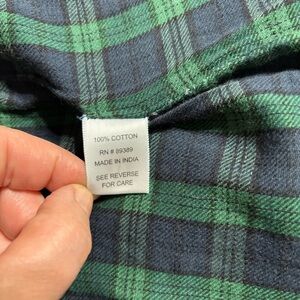 100% COTTON
RN # 89389
MADE IN INDIA
SEE REVERSE
FOR CARE